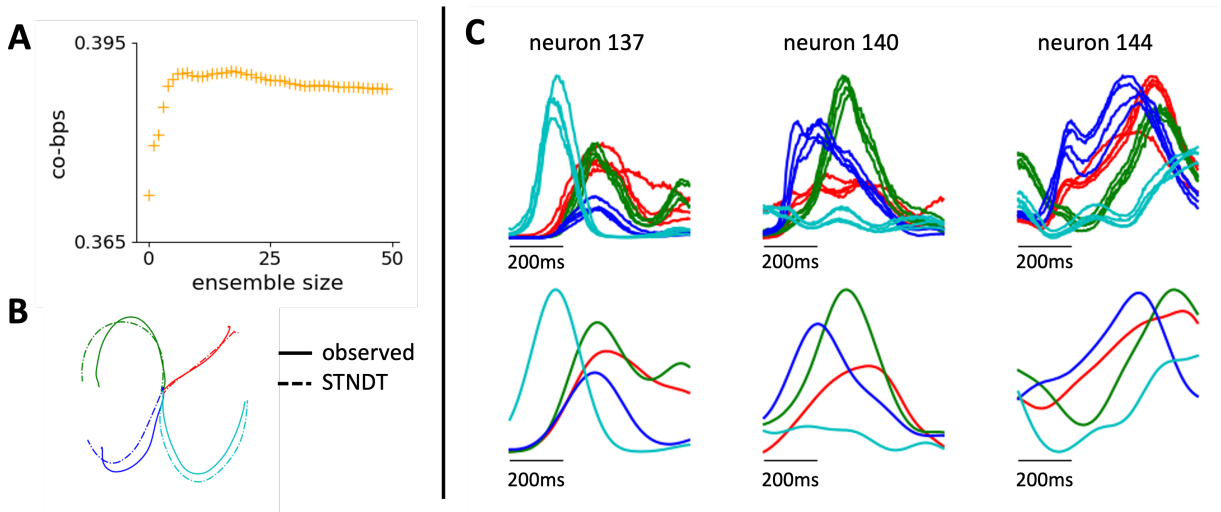 A
0.395
co-bps
0.365
0 25 50
ensemble size
B
observed
STNDT
C
neuron 137 neuron 140 neuron 144
200ms 200ms 200ms
200ms 200ms 200ms